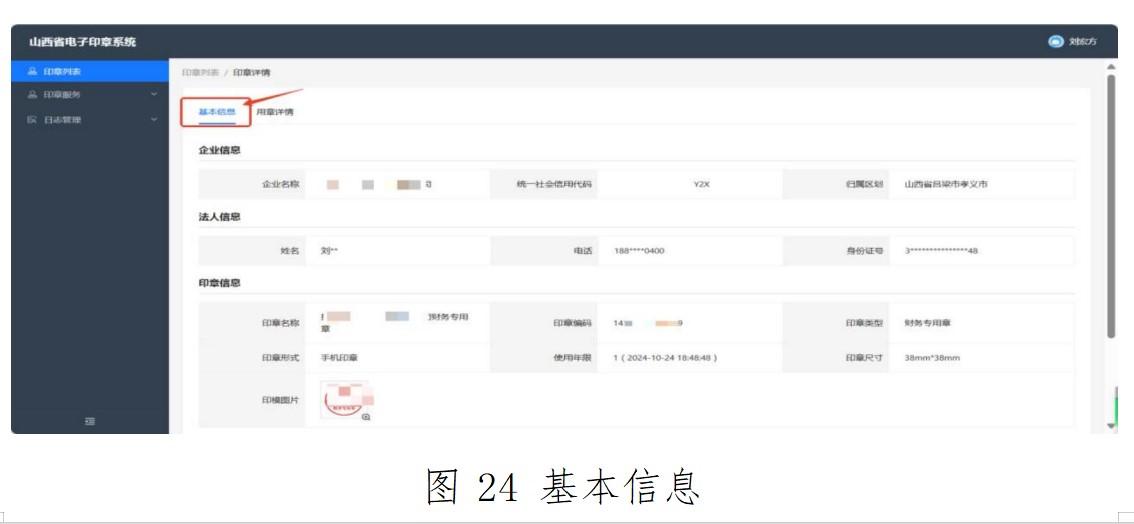 山西省电子印章系统
刘东方
印章列表
印章列表 / 印章详情
印章服务
日志管理
基本信息 用章详情
企业信息
企业名称 统一社会信用代码 Y2X 归属区划 山西省吕梁市孝义市
法人信息
姓名 刘** 电话 188****0400 身份证号 3***************48
印章信息
印章名称 财务专用章 印章编码 14 9 印章类型 财务专用章
印章形式 手机印章 使用年限 1 ( 2024-10-24 18:48:48 ) 印章尺寸 38mm*38mm
印模图片
图 24 基本信息